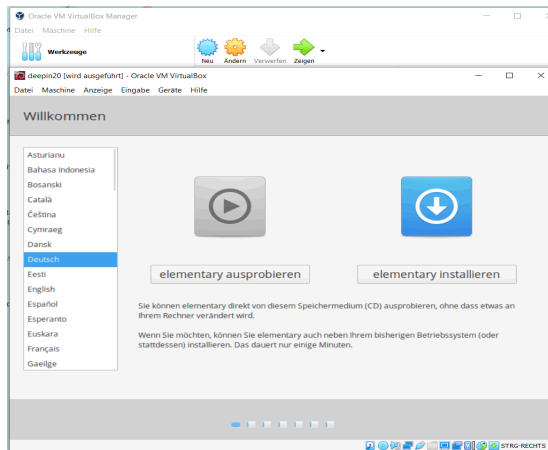 Oracle VM VirtualBox Manager
Datei Maschine Hilfe
Werkzeuge
Neu Ändern Verwerfen Zeigen
deepin20 [wird ausgeführt] - Oracle VM VirtualBox
Datei Maschine Anzeige Eingabe Geräte Hilfe
Willkommen
Asturianu
Bahasa Indonesia
Bosanski
Català
Čeština
Cymraeg
Dansk
Deutsch
Eesti
English
Español
Esperanto
Euskara
Français
Gaeilge
elementary ausprobieren
elementary installieren
Sie können elementary direkt von diesem Speichermedium (CD) ausprobieren, ohne dass etwas an
Ihrem Rechner verändert wird.
Wenn Sie möchten, können Sie elementary auch neben Ihrem bisherigen Betriebssystem (oder
stattdessen) installieren. Das dauert nur einige Minuten.
STRG-RECHTS